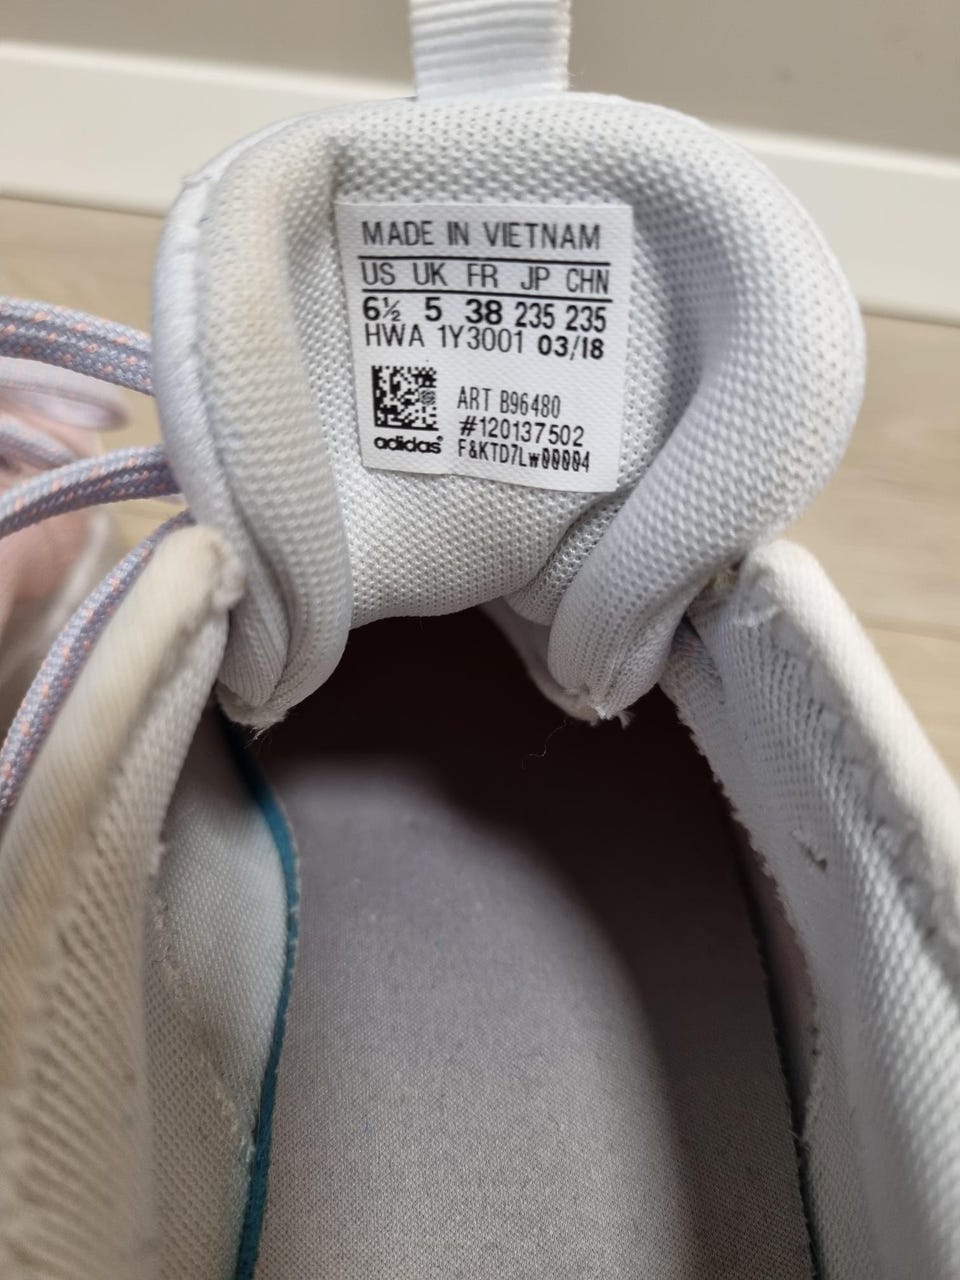 MADE IN VIETNAM
US UK FR JP CHN
6½ 5 38 235 235
HWA 1Y3001 03/18
ART B96480
#120137502
adidas F&KTD7Lw00004